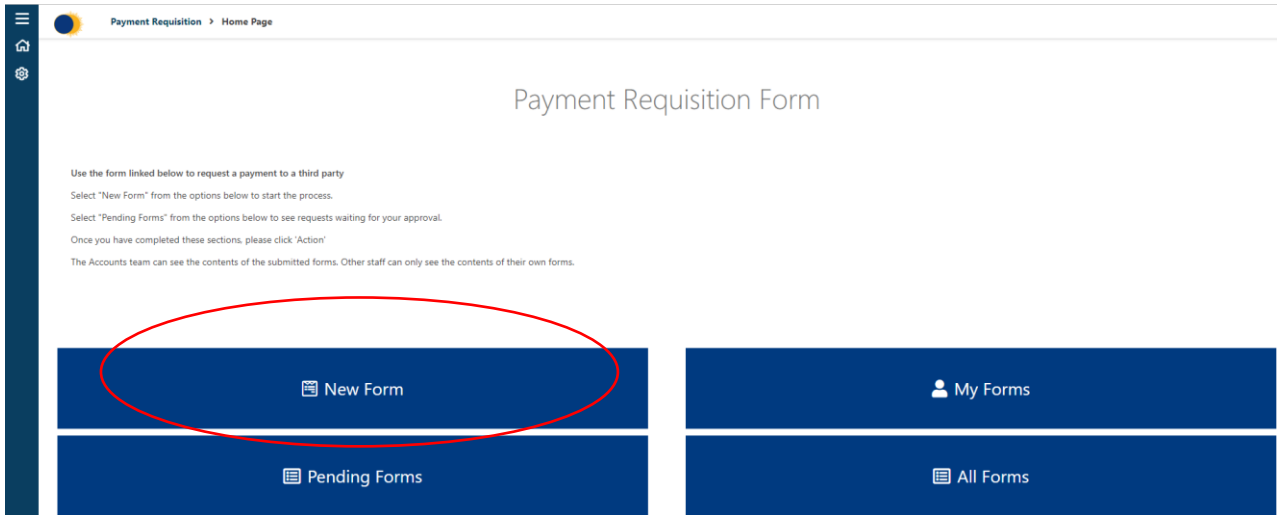 Payment Requisition > Home Page
Payment Requisition Form
Use the form linked below to request a payment to a third party
Select "New Form" from the options below to start the process.
Select "Pending Forms" from the options below to see requests waiting for your approval.
Once you have completed these sections, please click 'Action'
The Accounts team can see the contents of the submitted forms. Other staff can only see the contents of their own forms.
New Form
My Forms
Pending Forms
All Forms